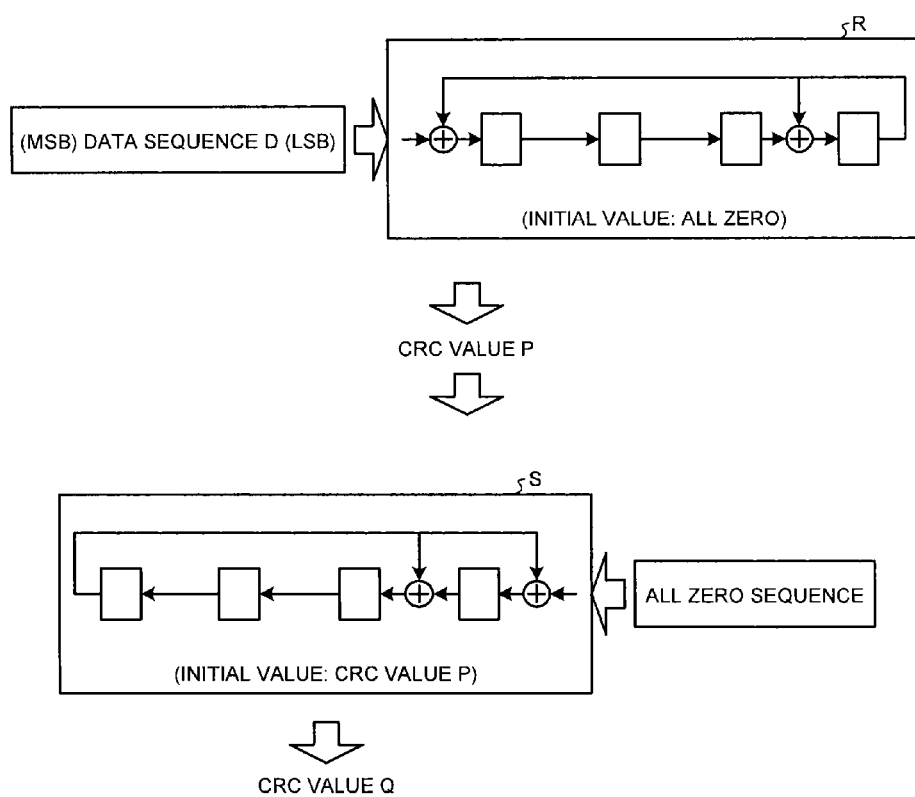 R
(MSB) DATA SEQUENCE D (LSB)
(INITIAL VALUE: ALL ZERO)
CRC VALUE P
S
ALL ZERO SEQUENCE
(INITIAL VALUE: CRC VALUE P)
CRC VALUE Q